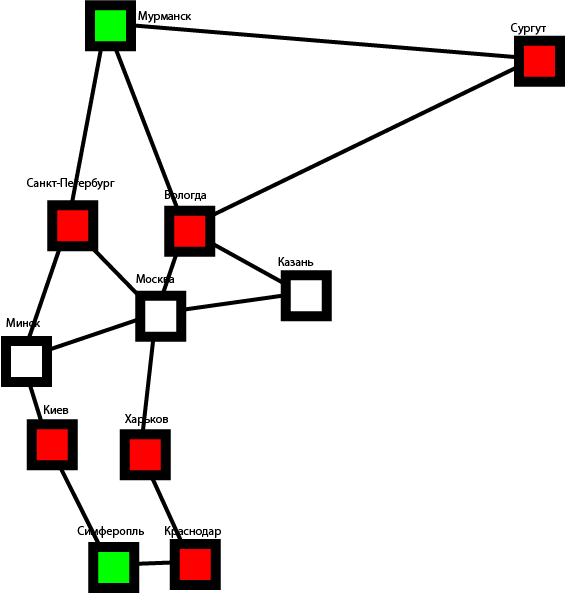 Мурманск
Сургут
Санкт-Петербург
Вологда
Казань
Москва
Минск
Киев
Харьков
Симферопль
Краснодар